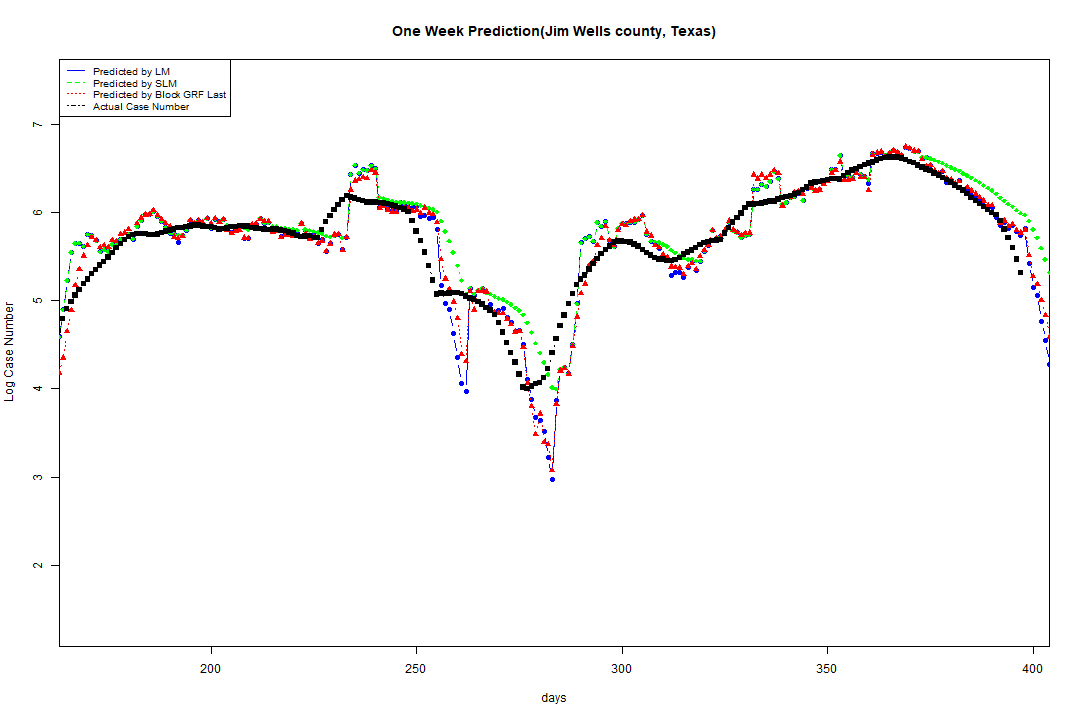 One Week Prediction(Jim Wells county, Texas)
Predicted by LM
Predicted by SLM
Predicted by Block GRF Last
Actual Case Number
7
6
5
4
3
2
Log Case Number
200
250
300
350
400
days